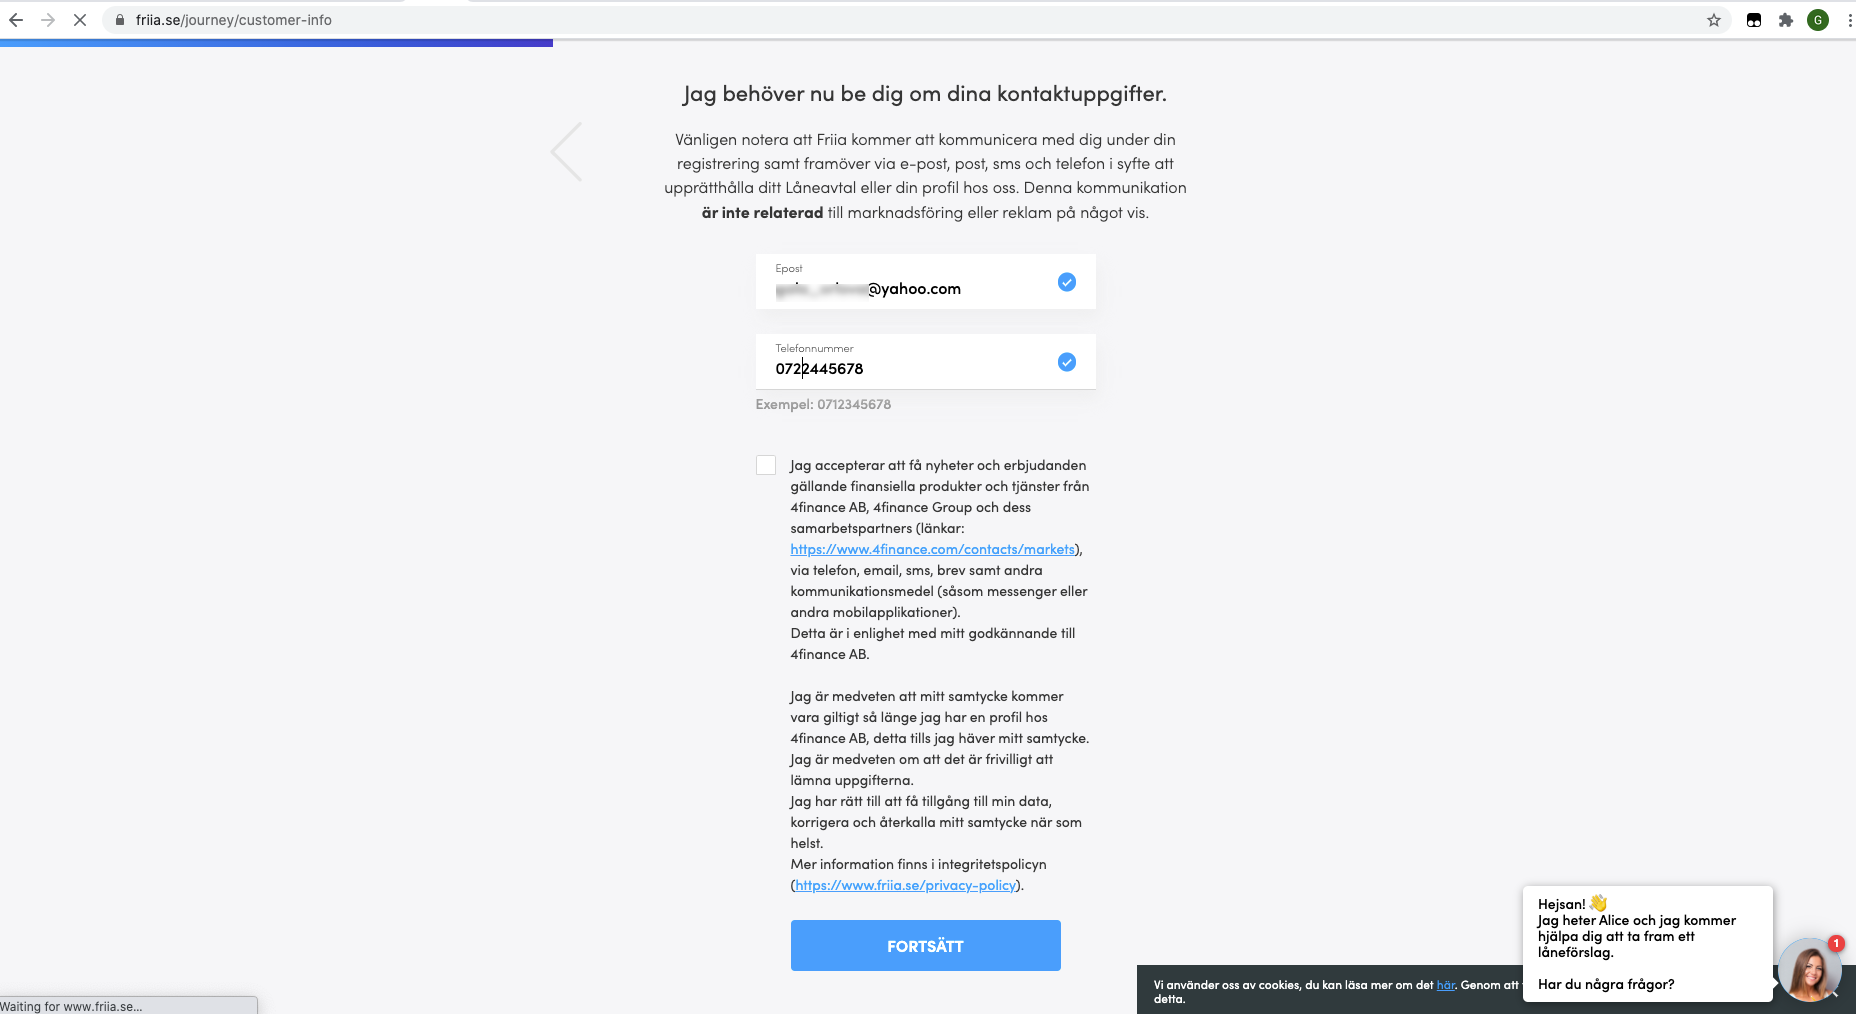 friia.se/journey/customer-info
G
Jag behöver nu be dig om dina kontaktuppgifter.
Vänligen notera att Friia kommer att kommunicera med dig under din
registrering samt framöver via e-post, post, sms och telefon i syfte att
upprätthålla ditt Låneavtal eller din profil hos oss. Denna kommunikation
är inte relaterad till marknadsföring eller reklam på något vis.
Epost
@yahoo.com
Telefonnummer
0722445678
Exempel: 0712345678
Jag accepterar att få nyheter och erbjudanden
gällande finansiella produkter och tjänster från
4finance AB, 4finance Group och dess
samarbetspartners (länkar:
https://www.4finance.com/contacts/markets),
via telefon, email, sms, brev samt andra
kommunikationsmedel (såsom messenger eller
andra mobilapplikationer).
Detta är i enlighet med mitt godkännande till
4finance AB.
Jag är medveten att mitt samtycke kommer
vara giltigt så länge jag har en profil hos
4finance AB, detta tills jag häver mitt samtycke.
Jag är medveten om att det är frivilligt att
lämna uppgifterna.
Jag har rätt till att få tillgång till min data,
korrigera och återkalla mitt samtycke när som
helst.
Mer information finns i integritetspolicyn
(https://www.friia.se/privacy-policy).
FORTSÄTT
Hejsan! 👋
Jag heter Alice och jag kommer
hjälpa dig att ta fram ett
låneförslag.
Har du några frågor?
1
Vi använder oss av cookies, du kan läsa mer om det här. Genom att
detta.
Waiting for www.friia.se...